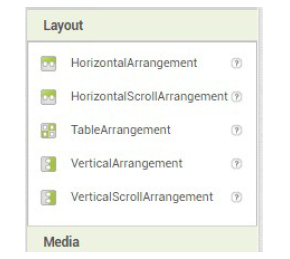 Layout
HorizontalArrangement
HorizontalScrollArrangement
TableArrangement
VerticalArrangement
VerticalScrollArrangement
Media